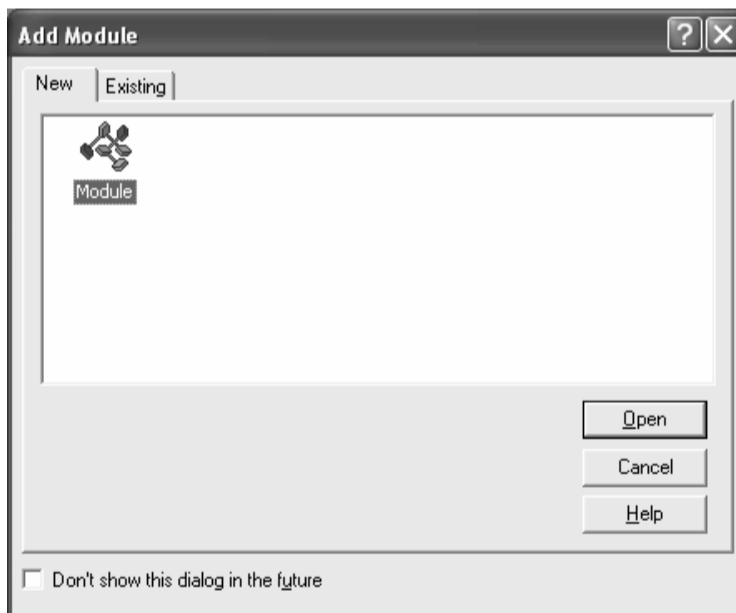 Add Module
New Existing
Module
Open
Cancel
Help
Don't show this dialog in the future